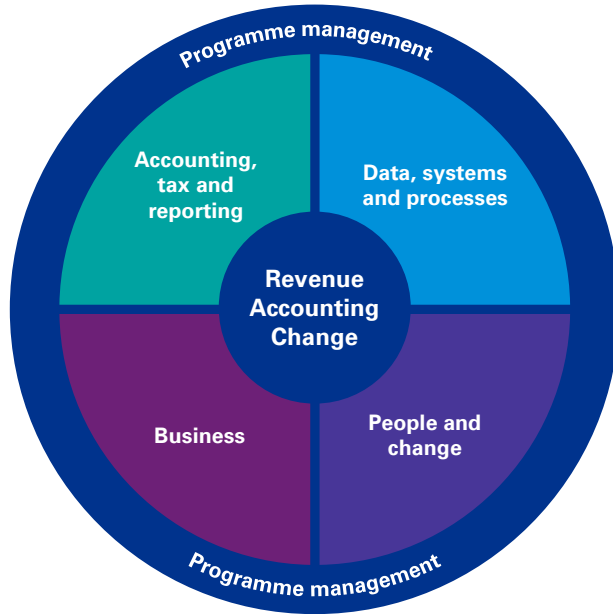 Programme management
Accounting,
tax and
reporting
Data, systems
and processes
Revenue
Accounting
Change
Business
People and
change
Programme management